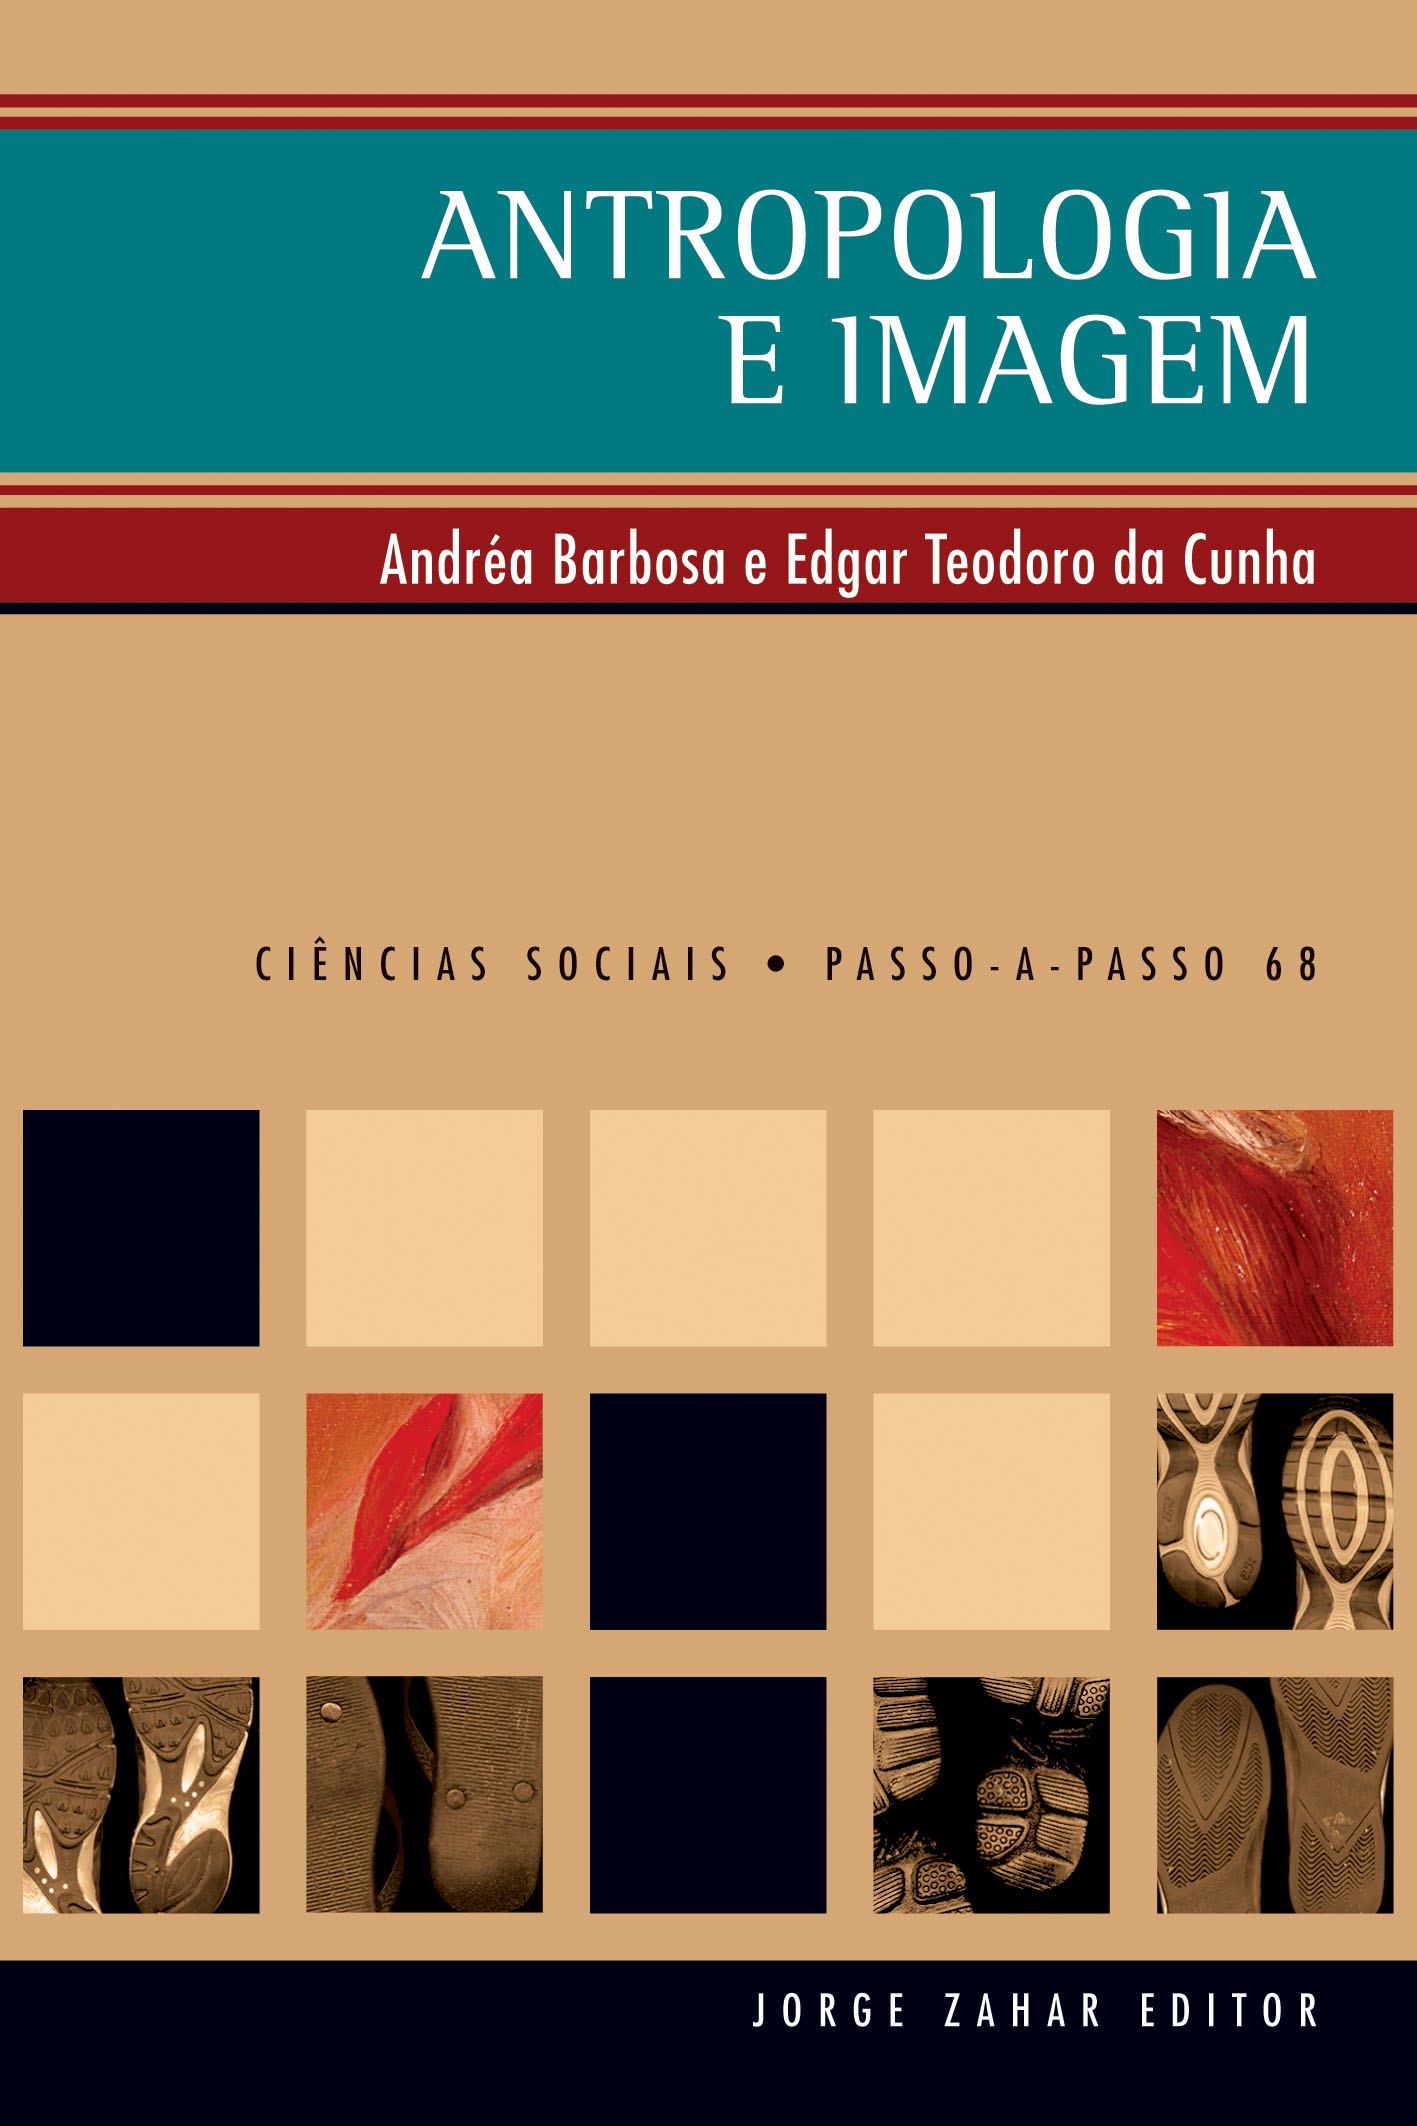 ANTROPOLOGIA
E IMAGEM
Andréa Barbosa e Edgar Teodoro da Cunha
CIÊNCIAS SOCIAIS • PASSO-A-PASSO 68
JORGE ZAHAR EDITOR